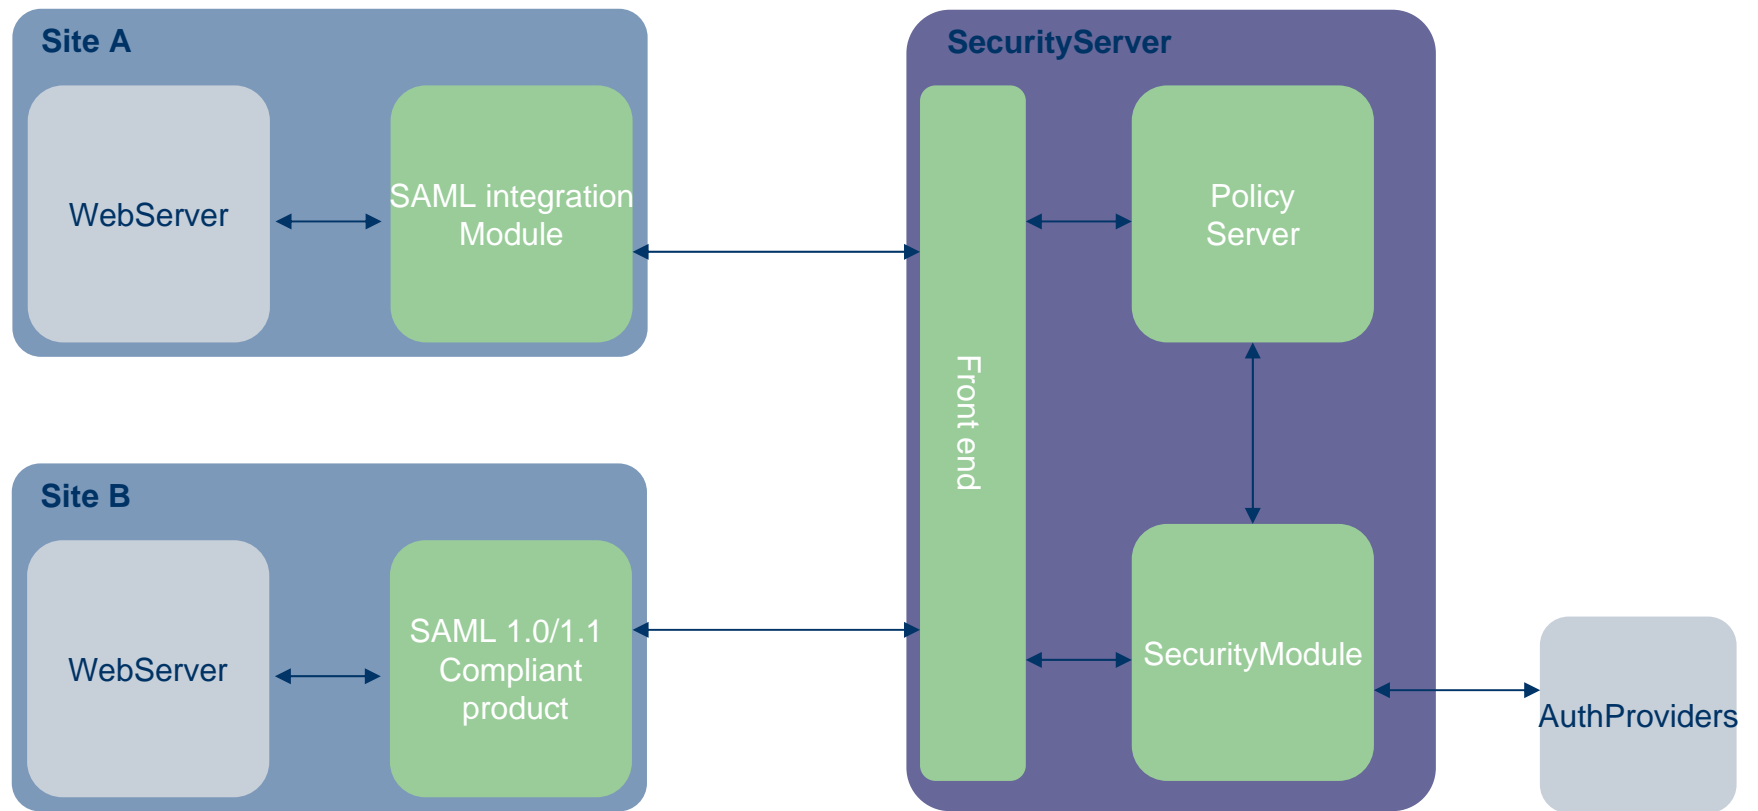 Site A
WebServer
SAML integration
Module
SecurityServer
Front end
Policy
Server
Site B
WebServer
SAML 1.0/1.1
Compliant
product
SecurityModule
AuthProviders